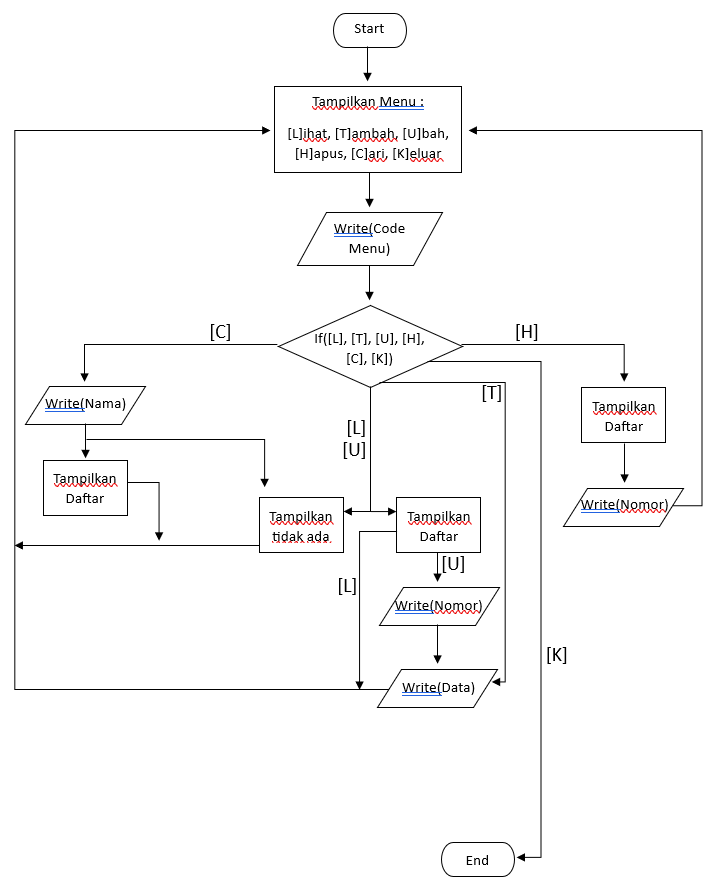 Start
Tampilkan Menu :
[L]ihat, [T]ambah, [U]bah,
[H]apus, [C]ari, [K]eluar
Write(Code
Menu)
If([L], [T], [U], [H],
[C], [K])
[C]
[H]
[T]
Write(Nama)
Tampilkan
Daftar
[L]
[U]
Tampilkan
Daftar
Tampilkan
tidak ada
Tampilkan
Daftar
Write(Nomor)
[U]
[L]
Write(Nomor)
[K]
Write(Data)
End